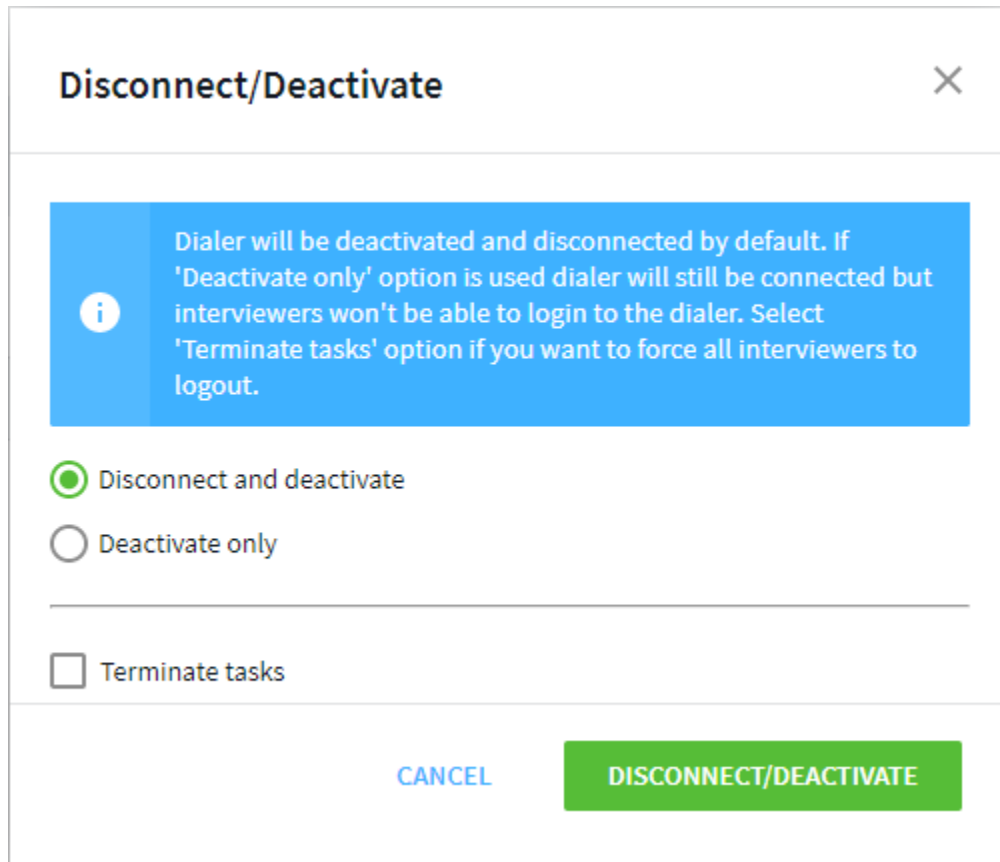 Disconnect/Deactivate
Dialer will be deactivated and disconnected by default. If
'Deactivate only' option is used dialer will still be connected but
interviewers won't be able to login to the dialer. Select
'Terminate tasks' option if you want to force all interviewers to
logout.
Disconnect and deactivate
Deactivate only
Terminate tasks
CANCEL
DISCONNECT/DEACTIVATE